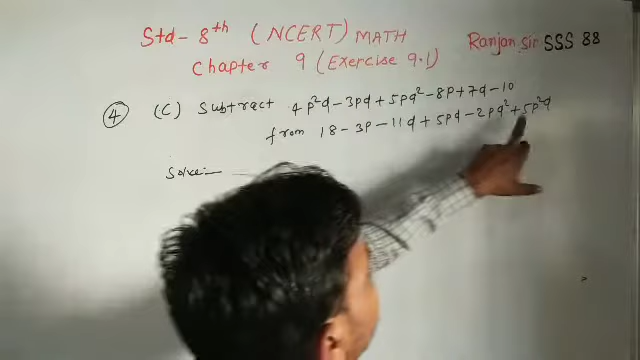 Std - 8th (NCERT) MATH
Chapter 9 (Exercise 9.1)
Ranjan sir SSS 88
④ (C) Subtract 4p²q - 3pq + 5pq² - 8p + 7q - 10
from 18 - 3p - 11q + 5pq - 2pq² + 5p²q
Solve:-